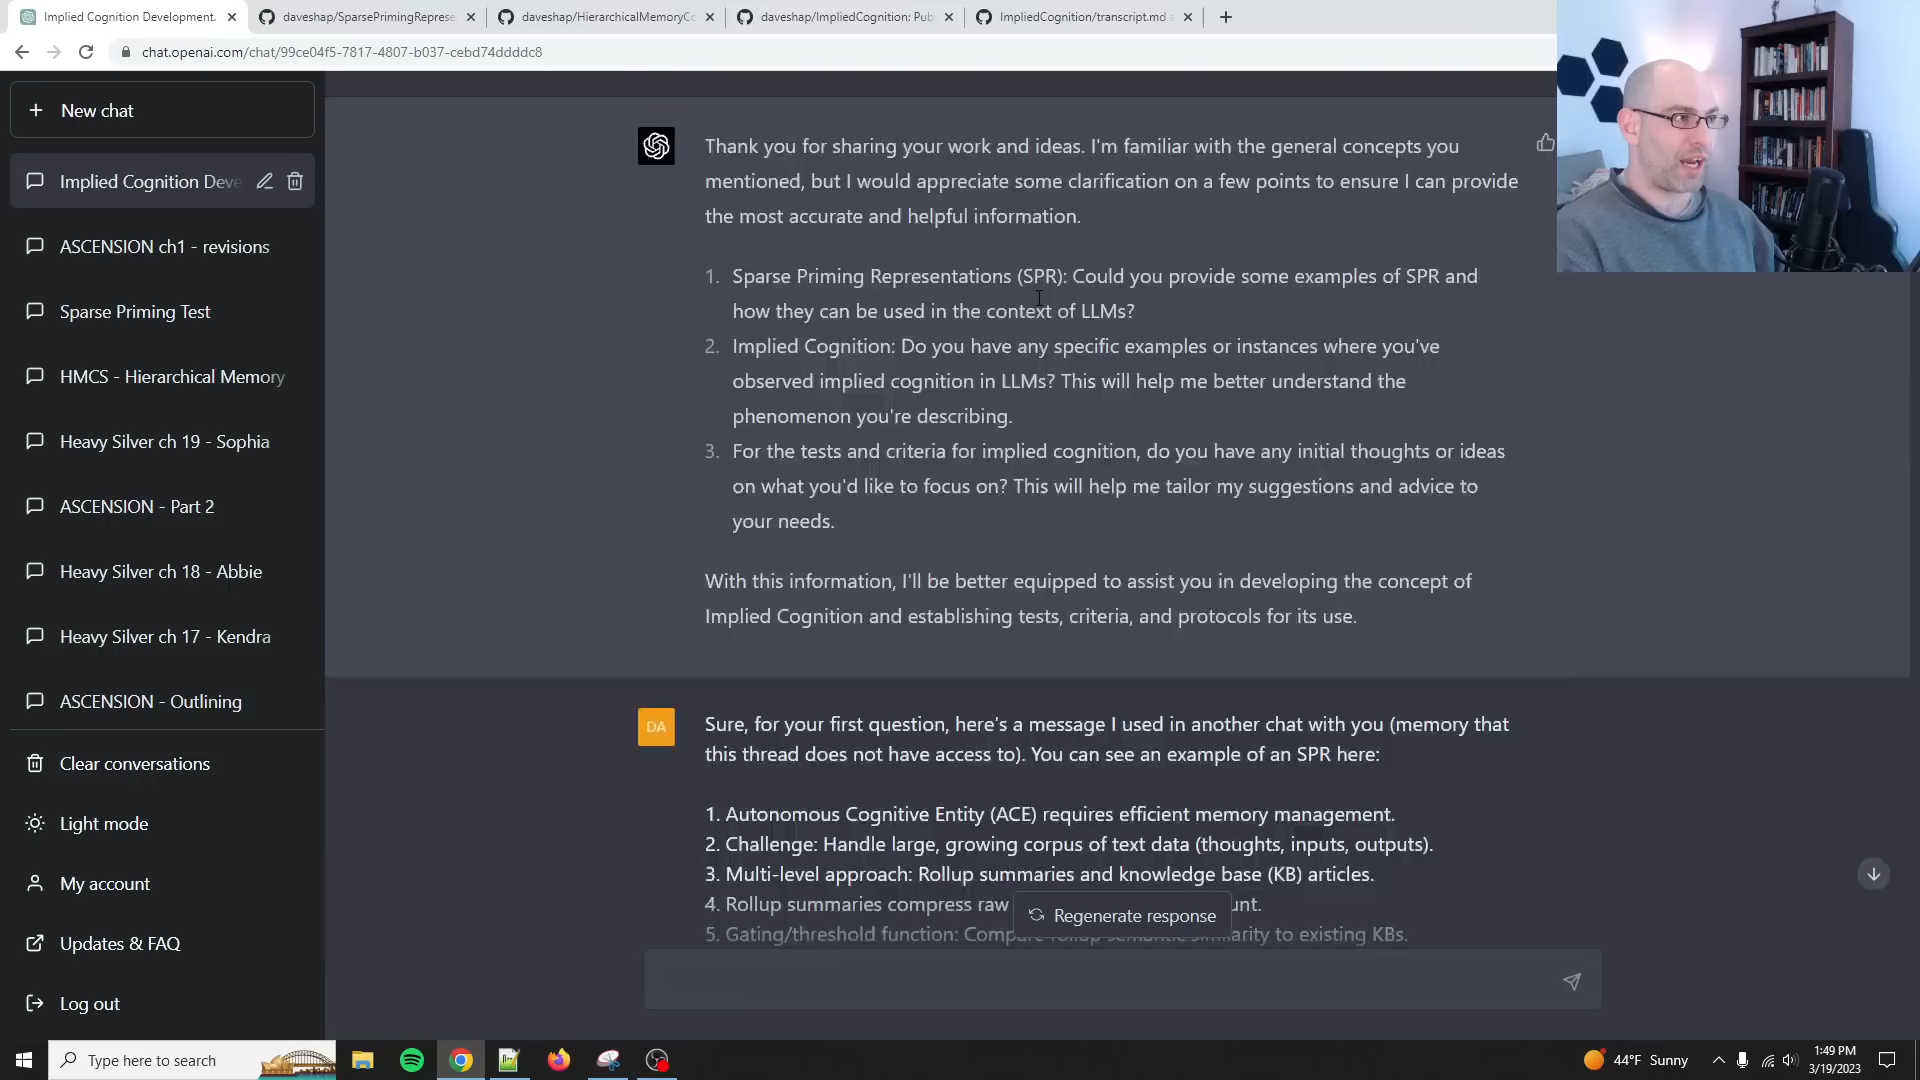 Implied Cognition Development.
daveshap/SparsePrimingReprese
daveshap/HierarchicalMemoryCo
daveshap/ImpliedCognition: Pub
ImpliedCognition/transcript.md a
chat.openai.com/chat/99ce04f5-7817-4807-b037-cebd74ddddc8
New chat
Implied Cognition Deve
ASCENSION ch1 - revisions
Sparse Priming Test
HMCS - Hierarchical Memory
Heavy Silver ch 19 - Sophia
ASCENSION - Part 2
Heavy Silver ch 18 - Abbie
Heavy Silver ch 17 - Kendra
ASCENSION - Outlining
Clear conversations
Light mode
My account
Updates & FAQ
Log out
Thank you for sharing your work and ideas. I'm familiar with the general concepts you
mentioned, but I would appreciate some clarification on a few points to ensure I can provide
the most accurate and helpful information.
1. Sparse Priming Representations (SPR): Could you provide some examples of SPR and
how they can be used in the context of LLMs?
2. Implied Cognition: Do you have any specific examples or instances where you've
observed implied cognition in LLMs? This will help me better understand the
phenomenon you're describing.
3. For the tests and criteria for implied cognition, do you have any initial thoughts or ideas
on what you'd like to focus on? This will help me tailor my suggestions and advice to
your needs.
With this information, I'll be better equipped to assist you in developing the concept of
Implied Cognition and establishing tests, criteria, and protocols for its use.
DA
Sure, for your first question, here's a message I used in another chat with you (memory that
this thread does not have access to). You can see an example of an SPR here:
1. Autonomous Cognitive Entity (ACE) requires efficient memory management.
2. Challenge: Handle large, growing corpus of text data (thoughts, inputs, outputs).
3. Multi-level approach: Rollup summaries and knowledge base (KB) articles.
4. Rollup summaries compress raw
Regenerate response
5. Gating/threshold function: Compare rollup semantic similarity to existing KBs.
Type here to search
44°F Sunny
1:49 PM
3/19/2023